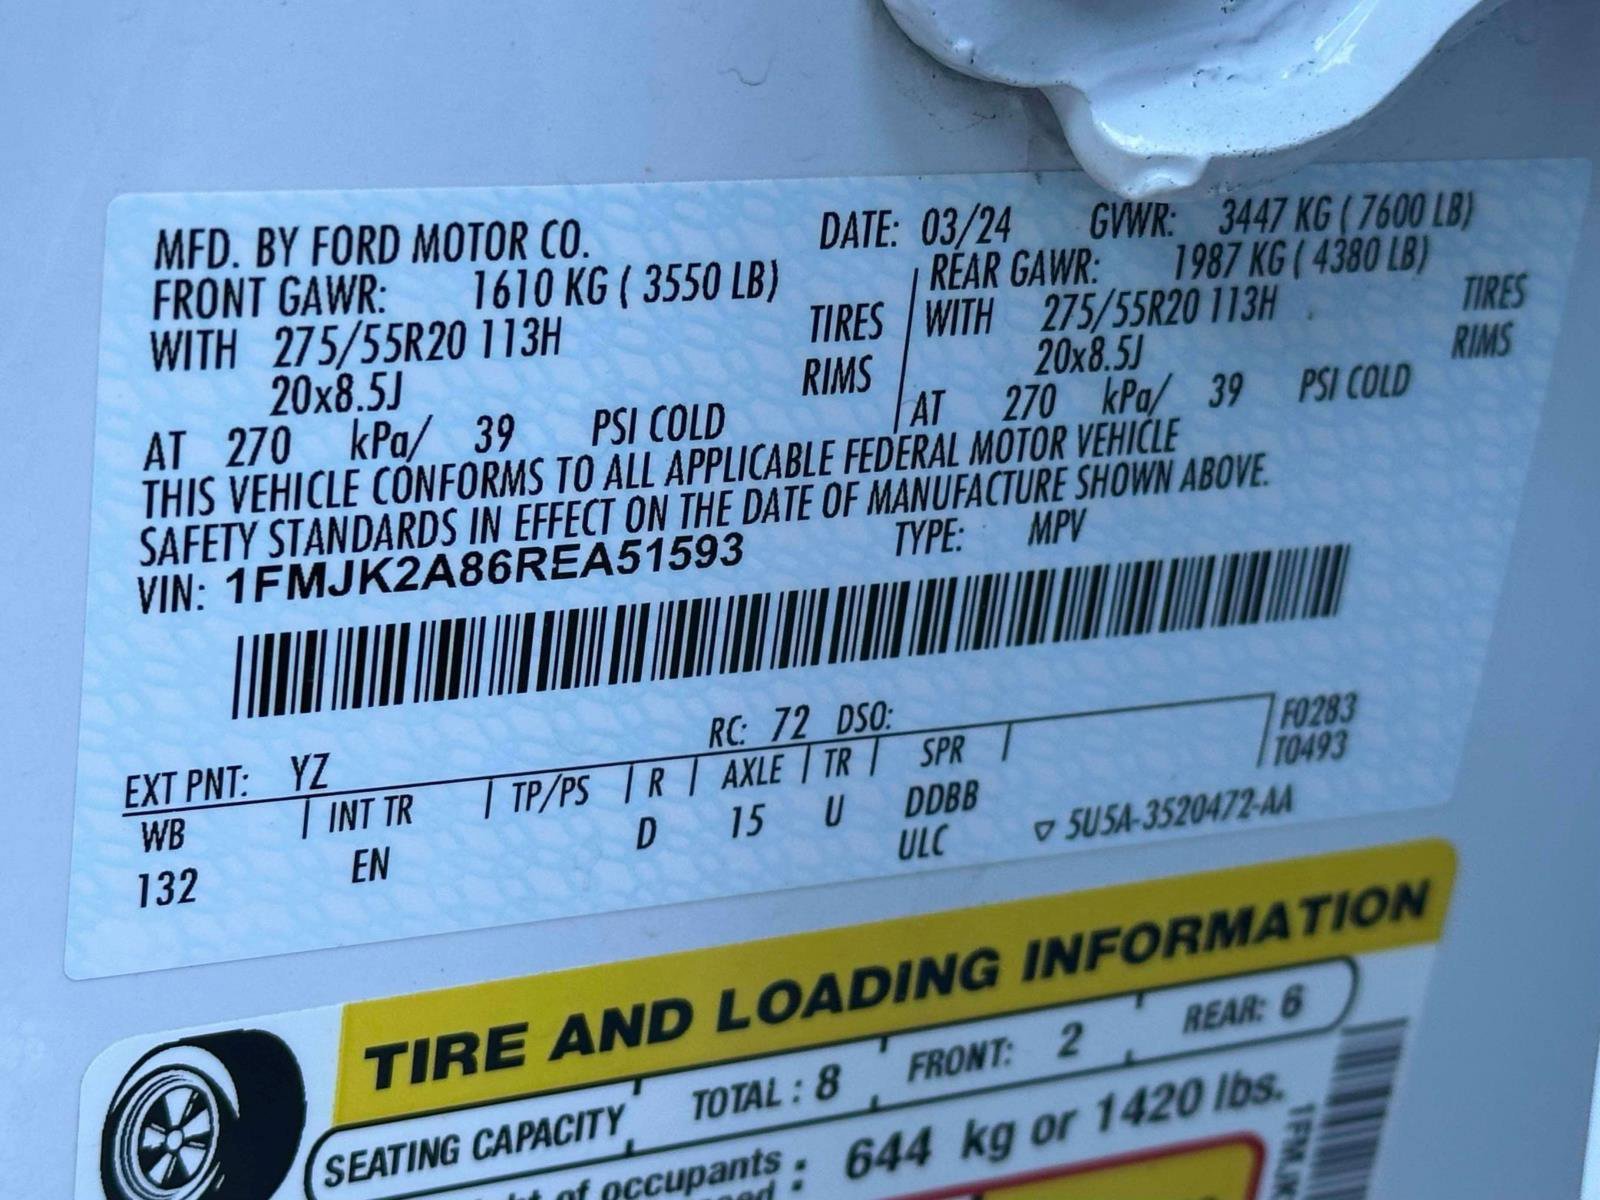 MFD. BY FORD MOTOR CO. DATE: 03/24 GVWR: 3447 KG ( 7600 LB)
FRONT GAWR: 1610 KG ( 3550 LB) REAR GAWR: 1987 KG ( 4380 LB)
WITH 275/55R20 113H TIRES WITH 275/55R20 113H TIRES
20x8.5J RIMS 20x8.5J RIMS
AT 270 kPa/ 39 PSI COLD AT 270 kPa/ 39 PSI COLD
THIS VEHICLE CONFORMS TO ALL APPLICABLE FEDERAL MOTOR VEHICLE
SAFETY STANDARDS IN EFFECT ON THE DATE OF MANUFACTURE SHOWN ABOVE.
VIN: 1FMJK2A86REA51593 TYPE: MPV
EXT PNT: YZ RC: 72 DSO: F0283
WB INT TR TP/PS R AXLE TR SPR T0493
132 EN D 15 U DDBB
ULC ▽ 5U5A-3520472-AA
TIRE AND LOADING INFORMATION
SEATING CAPACITY TOTAL : 8 FRONT: 2 REAR: 6
of occupants : 644 kg or 1420 lbs.